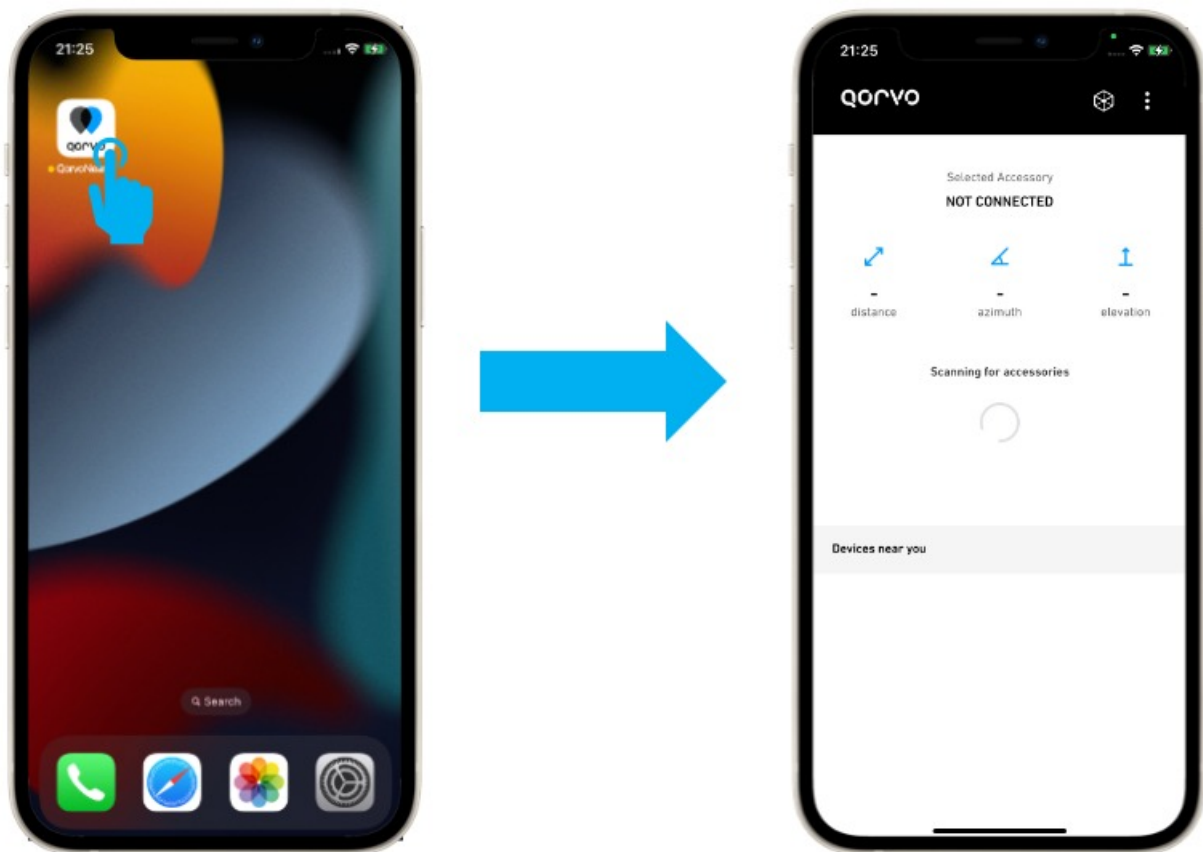 21:25
qorvo
Search
21:25
QORVO
Selected Accessory
NOT CONNECTED
- - -
distance azimuth elevation
Scanning for accessories
Devices near you